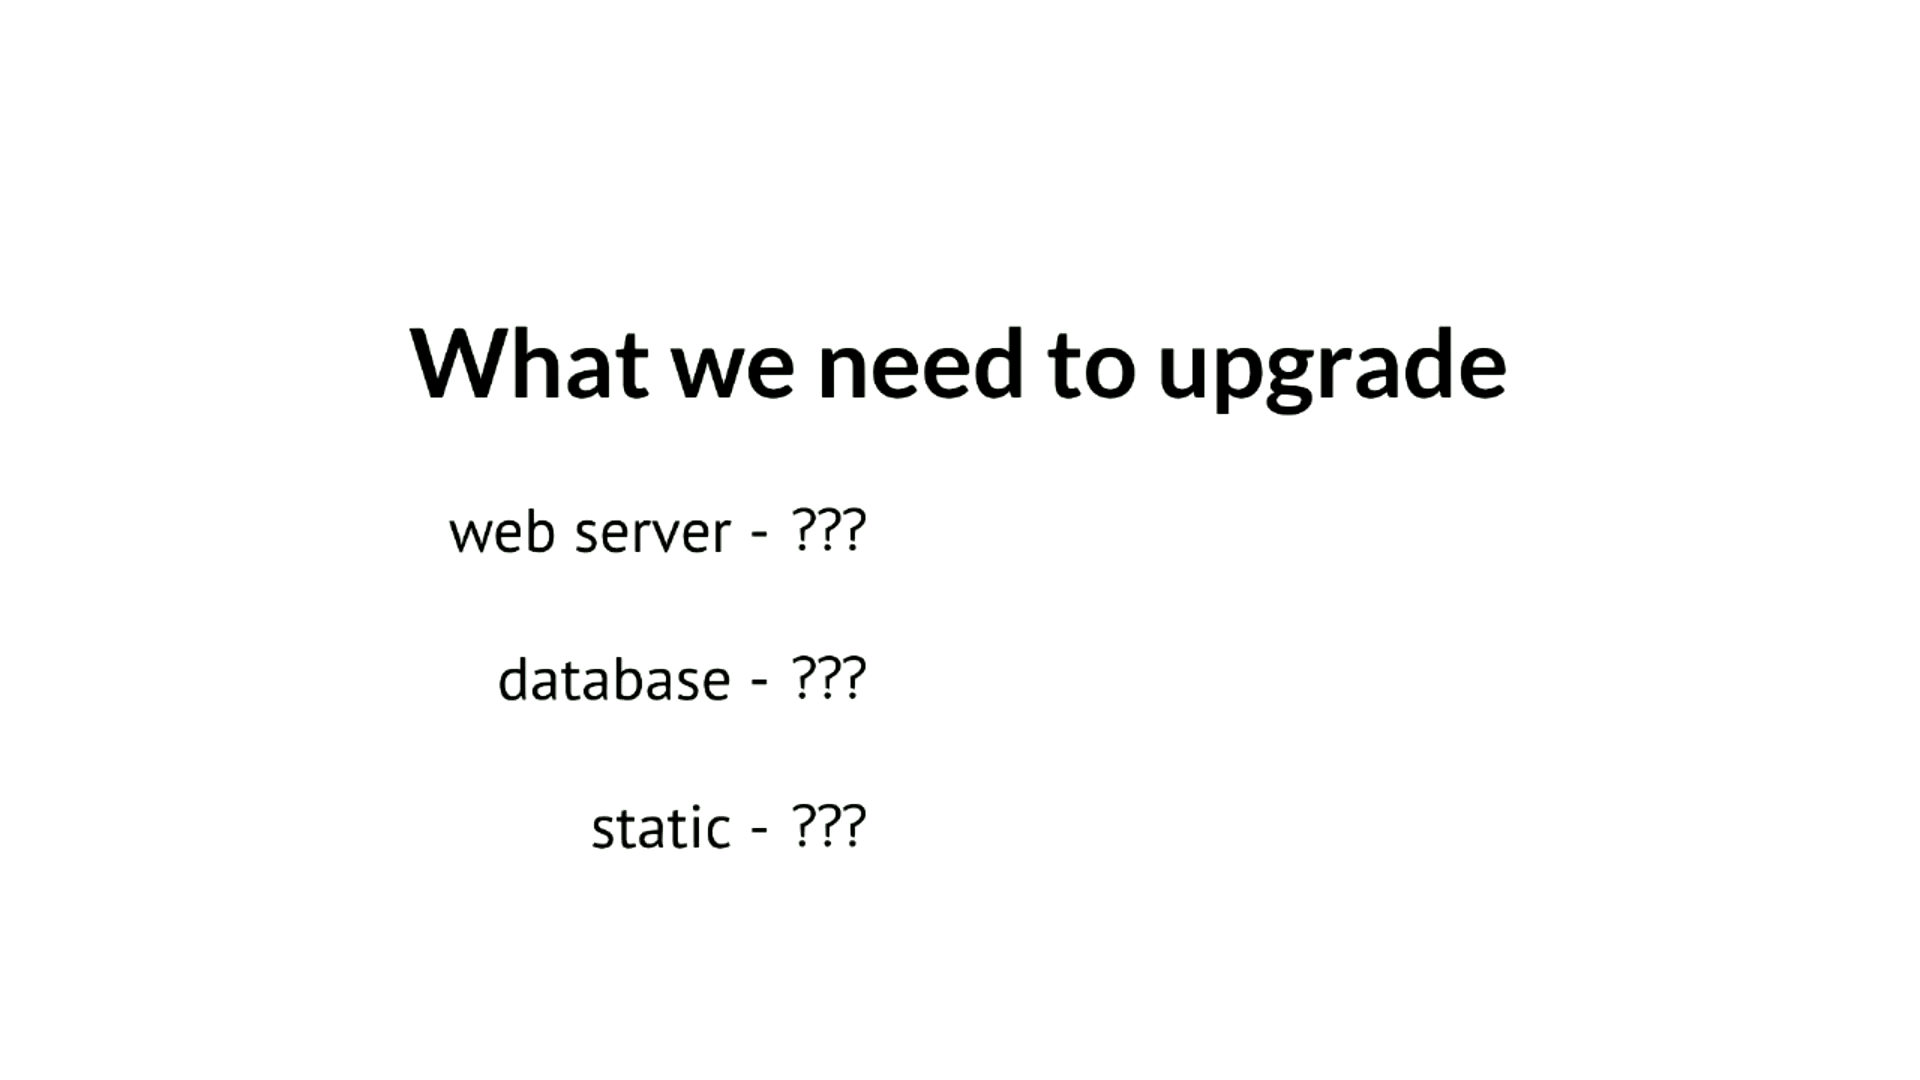 What we need to upgrade
web server - ???
database - ???
static - ???